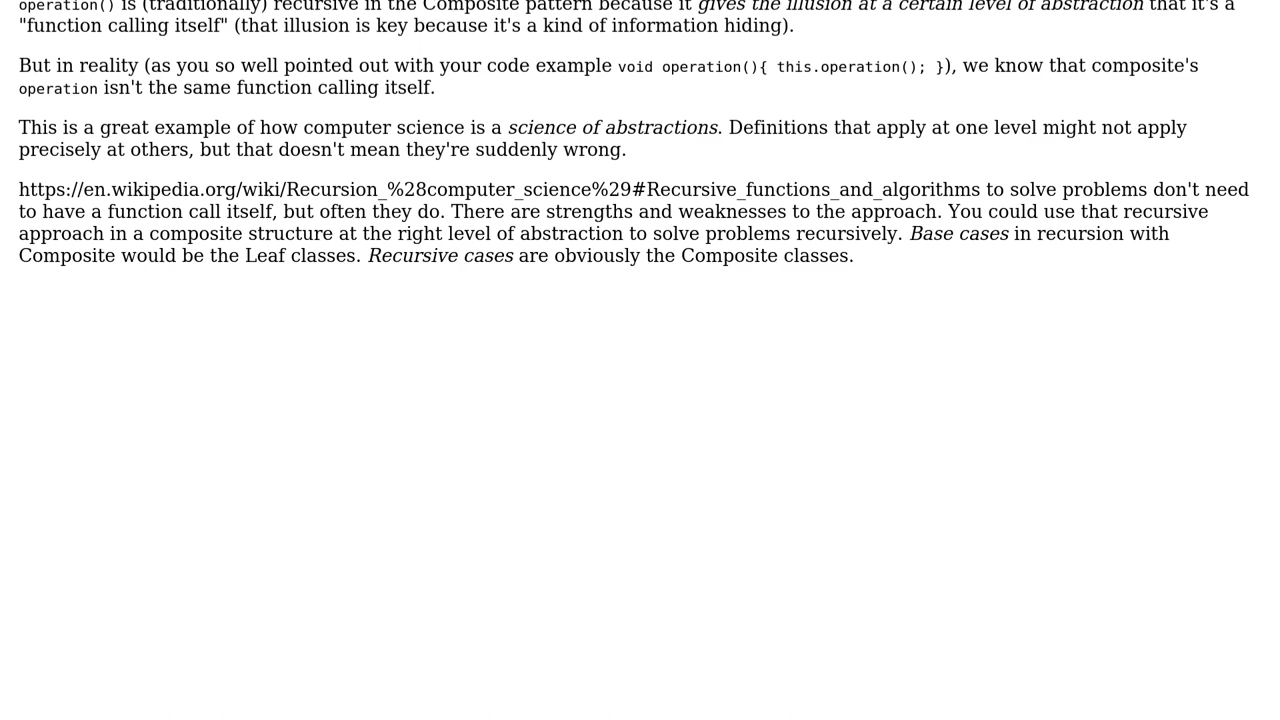 operation() is (traditionally) recursive in the Composite pattern because it gives the illusion at a certain level of abstraction that it's a
"function calling itself" (that illusion is key because it's a kind of information hiding).
But in reality (as you so well pointed out with your code example void operation(){ this.operation(); }), we know that composite's
operation isn't the same function calling itself.
This is a great example of how computer science is a science of abstractions. Definitions that apply at one level might not apply
precisely at others, but that doesn't mean they're suddenly wrong.
https://en.wikipedia.org/wiki/Recursion_%28computer_science%29#Recursive_functions_and_algorithms to solve problems don't need
to have a function call itself, but often they do. There are strengths and weaknesses to the approach. You could use that recursive
approach in a composite structure at the right level of abstraction to solve problems recursively. Base cases in recursion with
Composite would be the Leaf classes. Recursive cases are obviously the Composite classes.